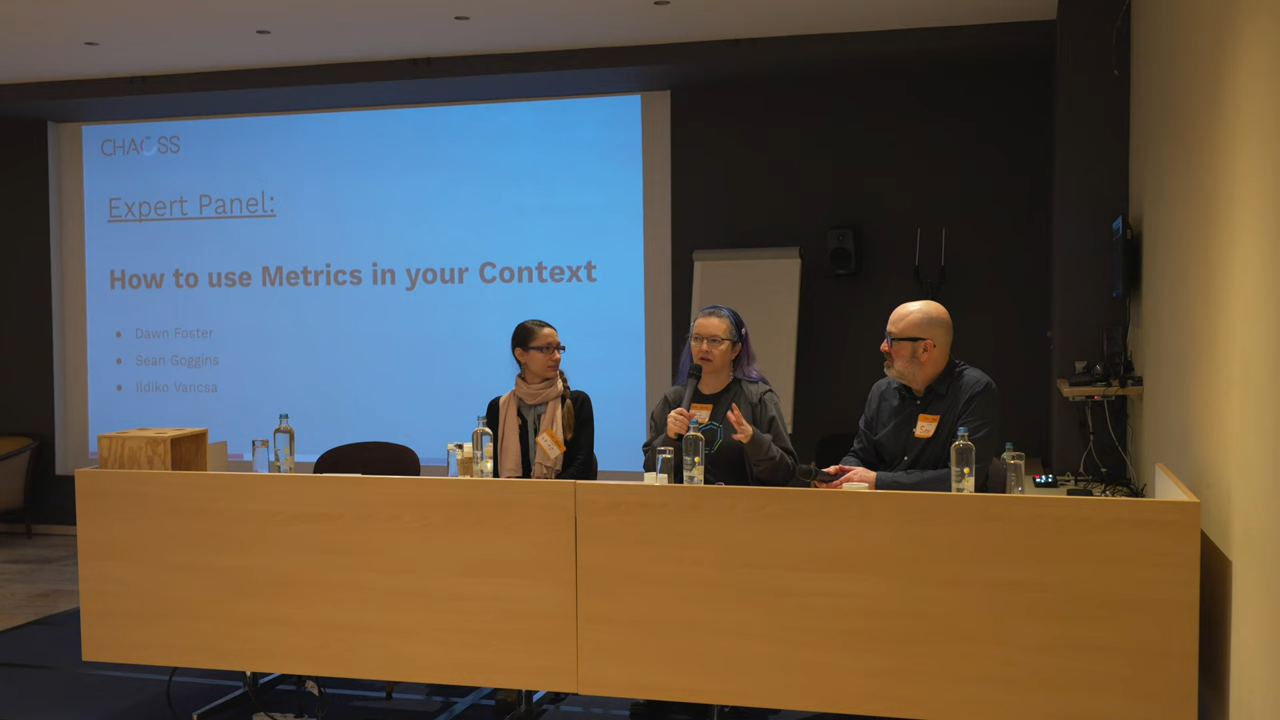 CHAOSS
Expert Panel:
How to use Metrics in your Context
● Dawn Foster
● Sean Goggins
● Ildiko Vancsa